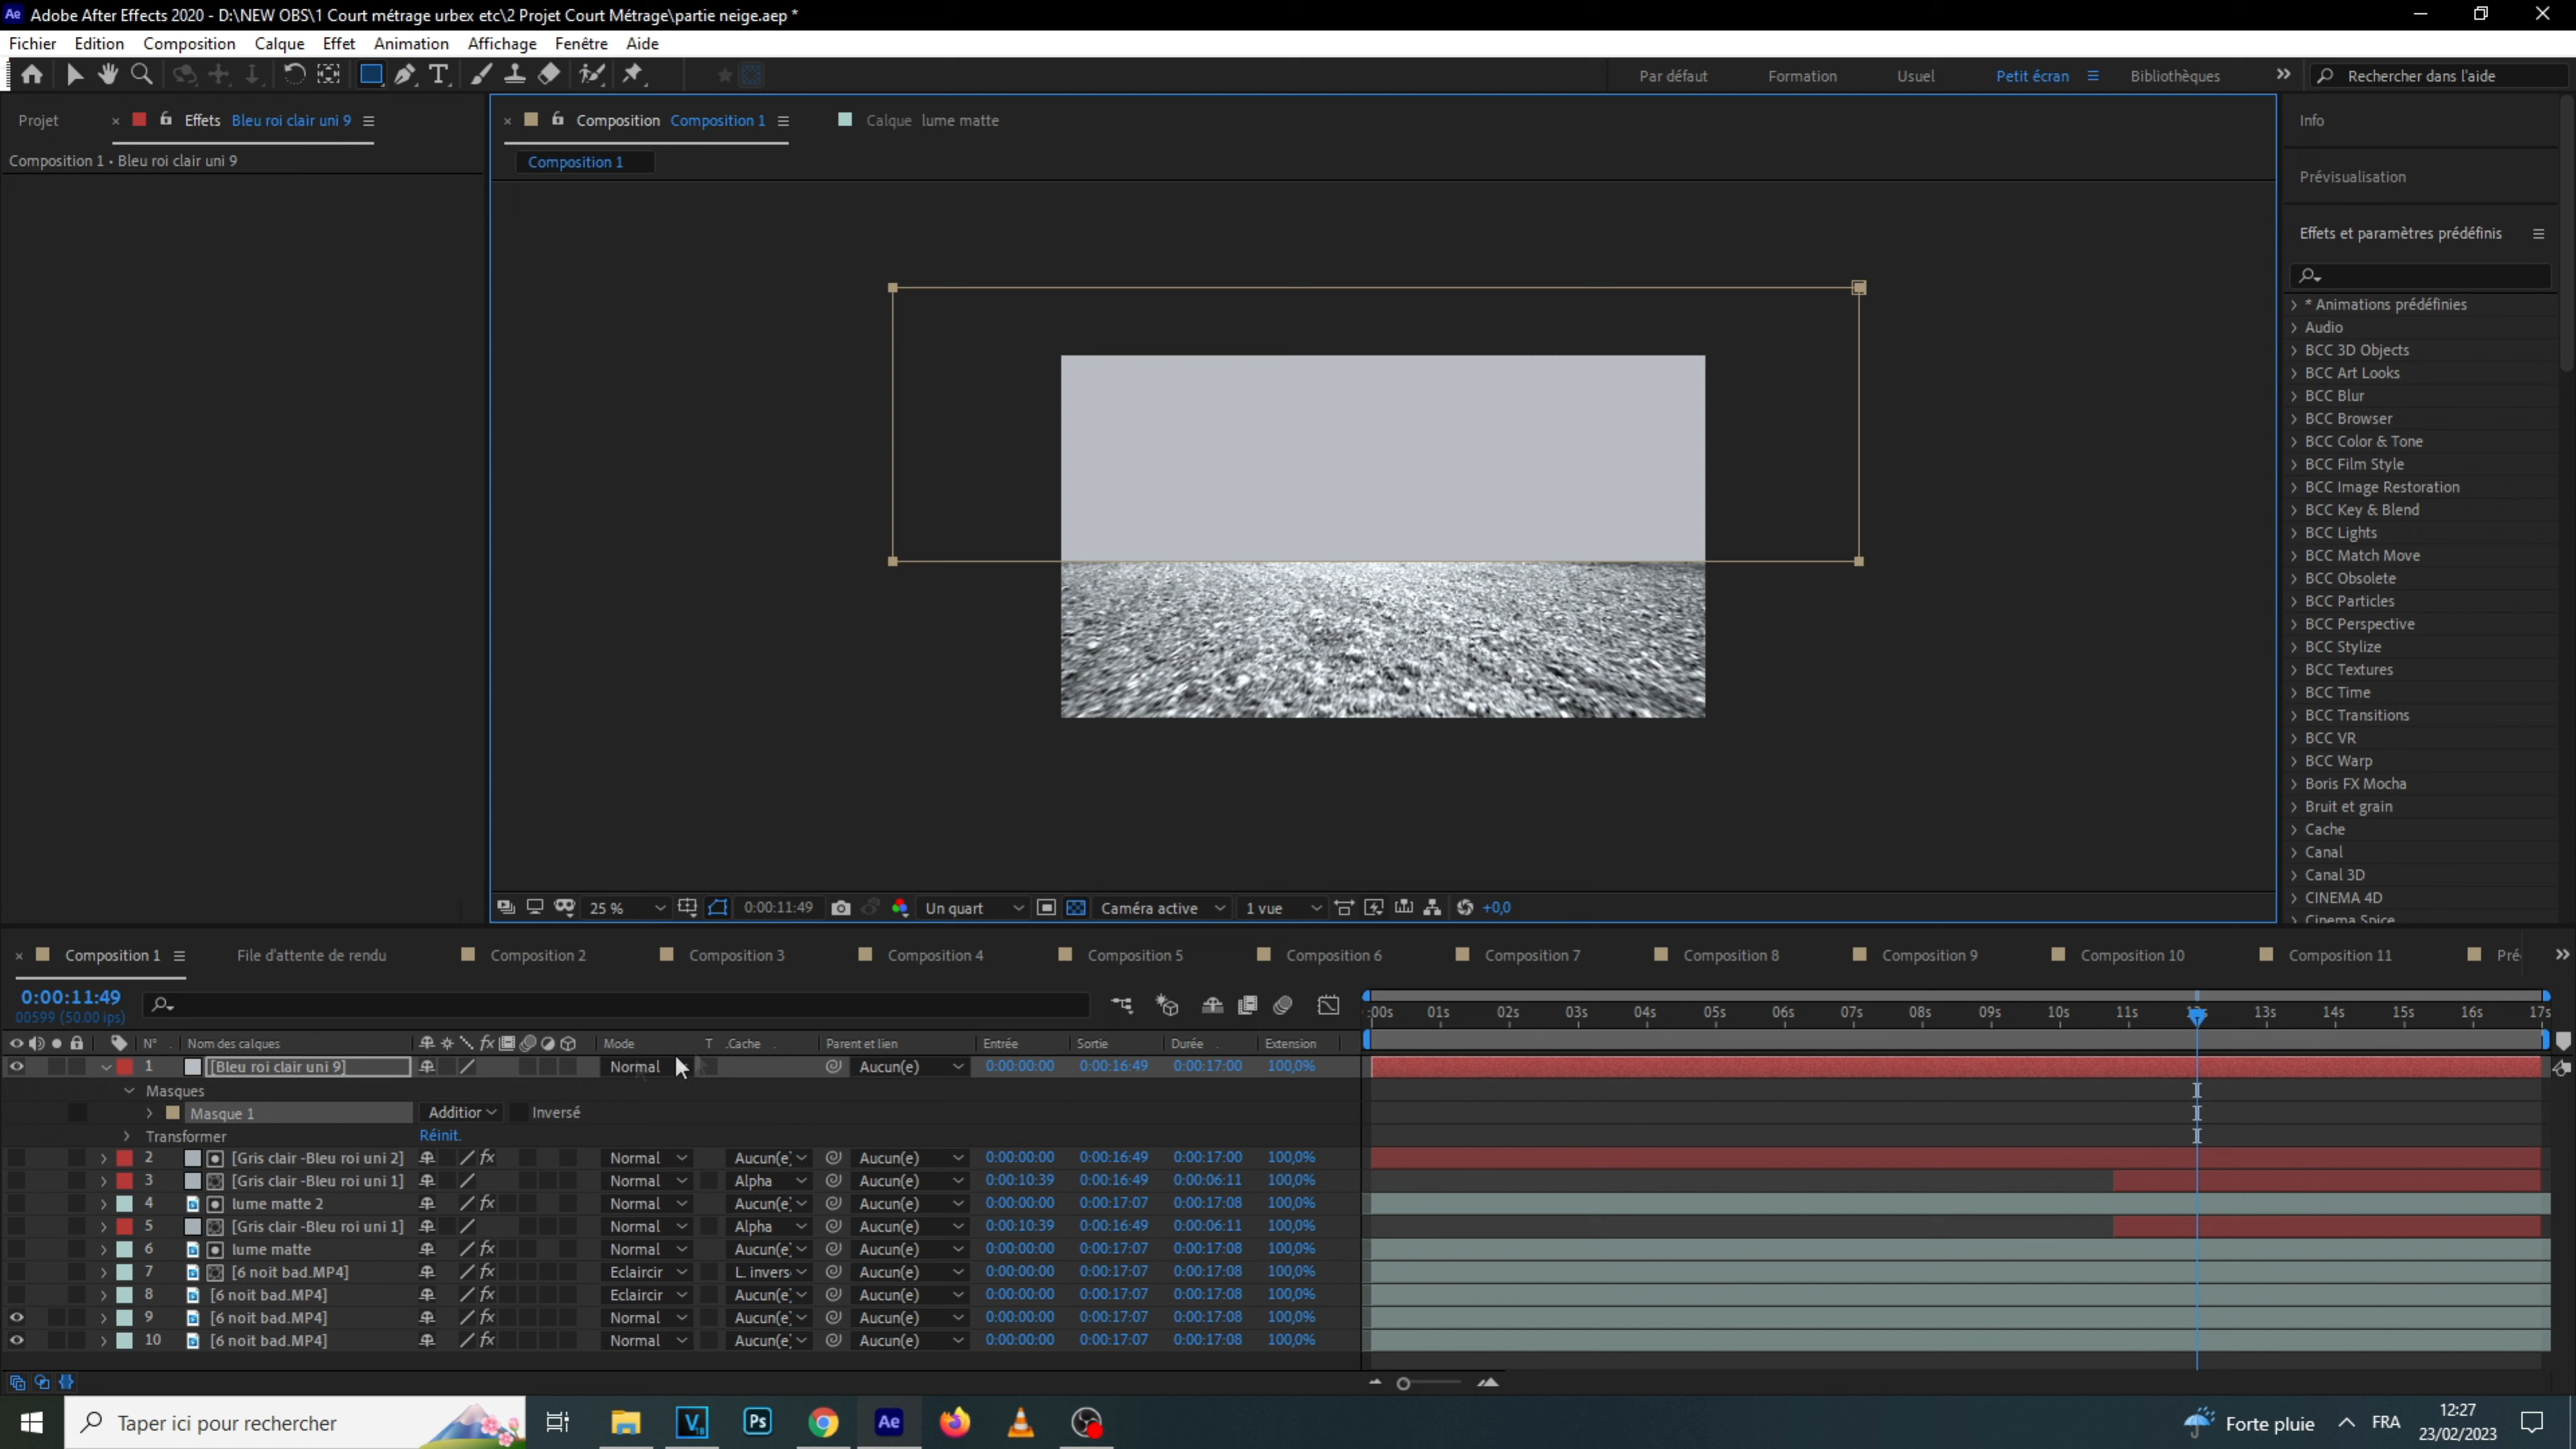 Ae Adobe After Effects 2020 - D:\NEW OBS\1 Court métrage urbex etc\2 Projet Court Métrage\partie neige.aep *
Fichier Edition Composition Calque Effet Animation Affichage Fenêtre Aide
Par défaut Formation Usuel Petit écran Bibliothèques Rechercher dans l'aide
Projet Effets Bleu roi clair uni 9
Composition 1 • Bleu roi clair uni 9
Composition Composition 1 Calque lume matte
Composition 1
Info
Prévisualisation
Effets et paramètres prédéfinis
* Animations prédéfinies
Audio
BCC 3D Objects
BCC Art Looks
BCC Blur
BCC Browser
BCC Color & Tone
BCC Film Style
BCC Image Restoration
BCC Key & Blend
BCC Lights
BCC Match Move
BCC Obsolete
BCC Particles
BCC Perspective
BCC Stylize
BCC Textures
BCC Time
BCC Transitions
BCC VR
BCC Warp
Boris FX Mocha
Bruit et grain
Cache
Canal
Canal 3D
CINEMA 4D
Cinema Spice
25 % 0:00:11:49 Un quart Caméra active 1 vue +0,0
Composition 1 File d'attente de rendu Composition 2 Composition 3 Composition 4 Composition 5 Composition 6 Composition 7 Composition 8 Composition 9 Composition 10 Composition 11 Pré
0:00:11:49
00599 (50.00 ips)
:00s 01s 02s 03s 04s 05s 06s 07s 08s 09s 10s 11s 13s 14s 15s 16s 17s
N° Nom des calques fx Mode T .Cache Parent et lien Entrée Sortie Durée Extension
1 [Bleu roi clair uni 9] Normal Aucun(e) 0:00:00:00 0:00:16:49 0:00:17:00 100,0%
Masques
Masque 1 Addition Inversé
Transformer Réinit.
2 [Gris clair -Bleu roi uni 2] fx Normal Aucun(e) Aucun(e) 0:00:00:00 0:00:16:49 0:00:17:00 100,0%
3 [Gris clair -Bleu roi uni 1] Normal Alpha Aucun(e) 0:00:10:39 0:00:16:49 0:00:06:11 100,0%
4 lume matte 2 fx Normal Aucun(e) Aucun(e) 0:00:00:00 0:00:17:07 0:00:17:08 100,0%
5 [Gris clair -Bleu roi uni 1] Normal Alpha Aucun(e) 0:00:10:39 0:00:16:49 0:00:06:11 100,0%
6 lume matte fx Normal Aucun(e) Aucun(e) 0:00:00:00 0:00:17:07 0:00:17:08 100,0%
7 [6 noit bad.MP4] fx Eclaircir L. invers Aucun(e) 0:00:00:00 0:00:17:07 0:00:17:08 100,0%
8 [6 noit bad.MP4] fx Eclaircir Aucun(e) Aucun(e) 0:00:00:00 0:00:17:07 0:00:17:08 100,0%
9 [6 noit bad.MP4] fx Normal Aucun(e) Aucun(e) 0:00:00:00 0:00:17:07 0:00:17:08 100,0%
10 [6 noit bad.MP4] fx Normal Aucun(e) Aucun(e) 0:00:00:00 0:00:17:07 0:00:17:08 100,0%
Taper ici pour rechercher V 18 Ps Ae Forte pluie FRA
12:27
23/02/2023